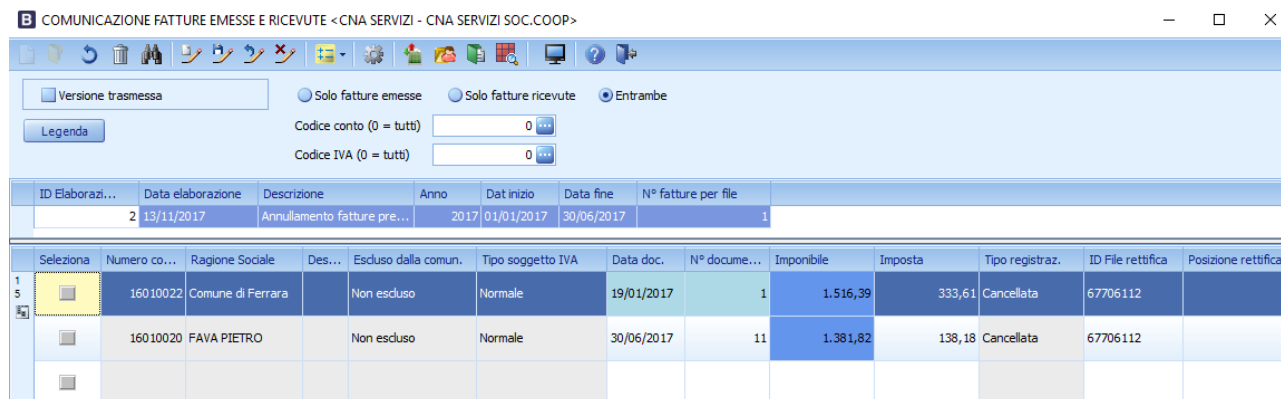 B COMUNICAZIONE FATTURE EMESSE E RICEVUTE <CNA SERVIZI - CNA SERVIZI SOC.COOP>
Versione trasmessa Solo fatture emesse Solo fatture ricevute Entrambe
Legenda Codice conto (0 = tutti) 0 ...
Codice IVA (0 = tutti) 0 ...
ID Elaborazi... Data elaborazione Descrizione Anno Dat inizio Data fine N° fatture per file
2 13/11/2017 Annullamento fatture pre... 2017 01/01/2017 30/06/2017 1
Seleziona Numero co... Ragione Sociale Des... Escluso dalla comun. Tipo soggetto IVA Data doc. N° docume... Imponibile Imposta Tipo registraz. ID File rettifica Posizione rettifica
1
5
16010022 Comune di Ferrara Non escluso Normale 19/01/2017 1 1.516,39 333,61 Cancellata 67706112
16010020 FAVA PIETRO Non escluso Normale 30/06/2017 11 1.381,82 138,18 Cancellata 67706112